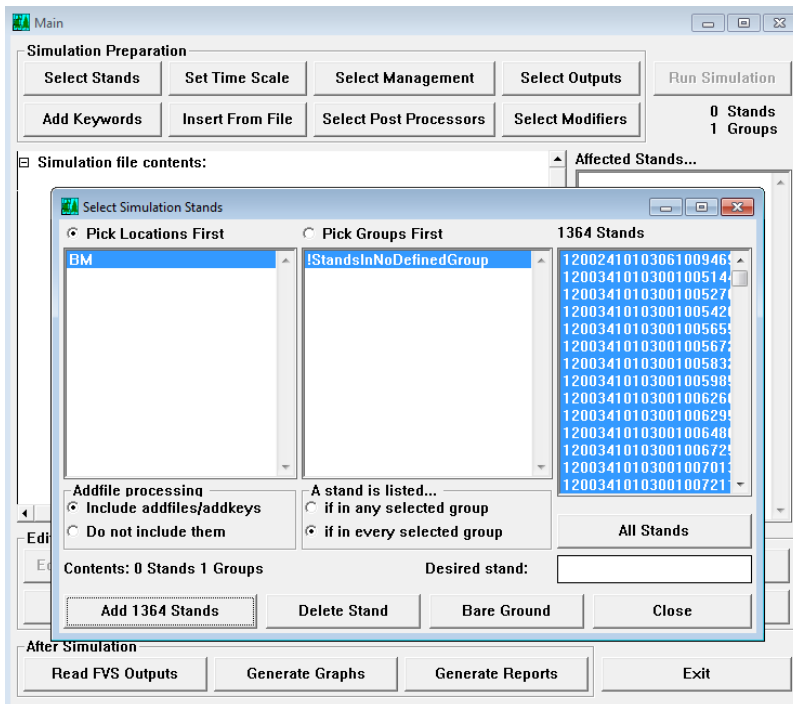 Main
Simulation Preparation
Select Stands Set Time Scale Select Management Select Outputs Run Simulation
Add Keywords Insert From File Select Post Processors Select Modifiers 0 Stands
1 Groups
Simulation file contents: Affected Stands...
Select Simulation Stands
Pick Locations First Pick Groups First 1364 Stands
BM !StandsInNoDefinedGroup
Addfile processing A stand is listed...
Include addfiles/addkeys if in any selected group
Do not include them if in every selected group All Stands
Contents: 0 Stands 1 Groups Desired stand:
Add 1364 Stands Delete Stand Bare Ground Close
After Simulation
Read FVS Outputs Generate Graphs Generate Reports Exit